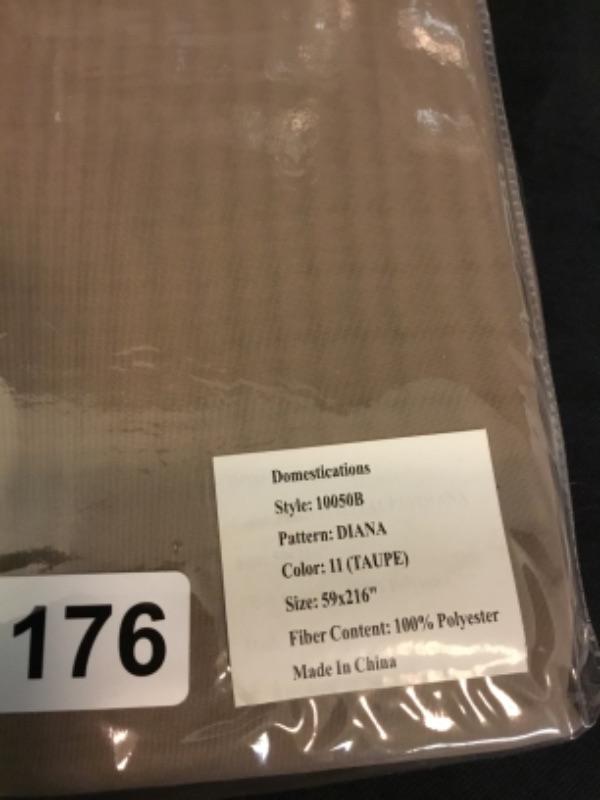 Domestications
Style: 10050B
Pattern: DIANA
Color: 11 (TAUPE)
Size: 59x216"
Fiber Content: 100% Polyester
Made In China
176